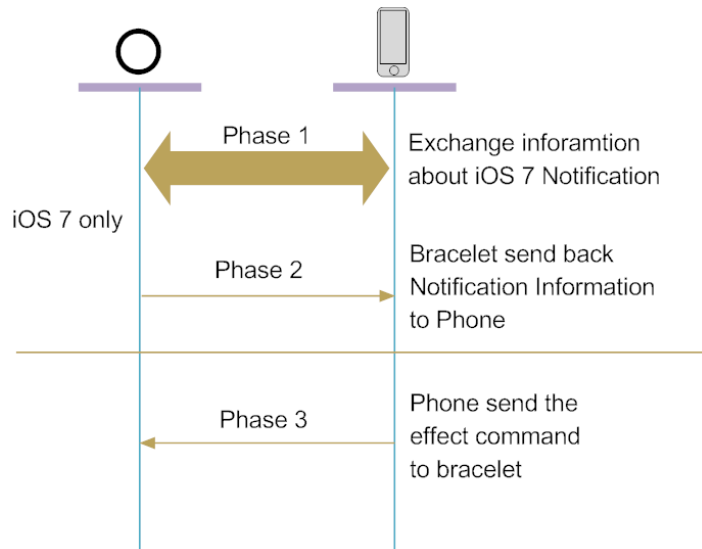 Phase 1
Exchange inforamtion
about iOS 7 Notification
iOS 7 only
Phase 2
Bracelet send back
Notification Information
to Phone
Phase 3
Phone send the
effect command
to bracelet